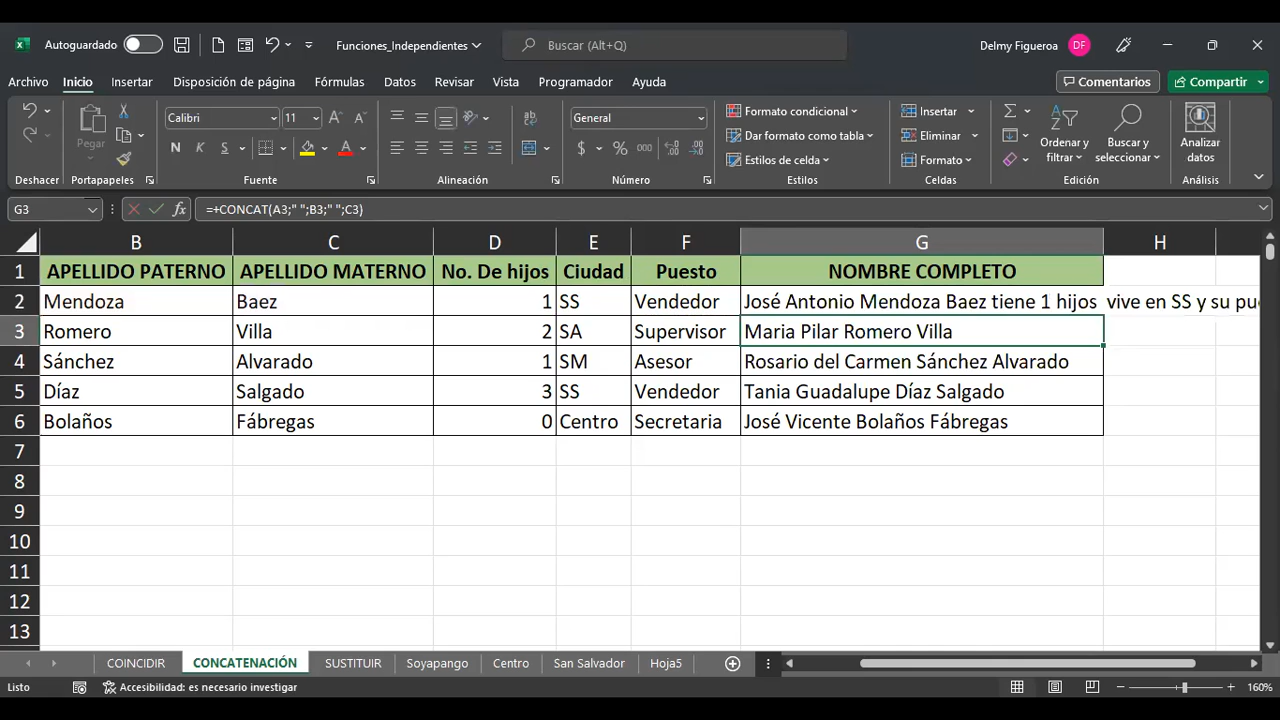 Autoguardado Funciones_Independientes Buscar (Alt+Q) Delmy Figueroa DF
Archivo Inicio Insertar Disposición de página Fórmulas Datos Revisar Vista Programador Ayuda Comentarios Compartir
Pegar
Calibri 11
N K S
General
$ % 000
Formato condicional
Dar formato como tabla
Estilos de celda
Insertar
Eliminar
Formato
Ordenar y filtrar
Buscar y seleccionar
Analizar datos
Deshacer Portapapeles Fuente Alineación Número Estilos Celdas Edición Análisis
G3 fx =+CONCAT(A3;" ";B3;" ";C3)
B C D E F G H
1 APELLIDO PATERNO APELLIDO MATERNO No. De hijos Ciudad Puesto NOMBRE COMPLETO
2 Mendoza Baez 1 SS Vendedor José Antonio Mendoza Baez tiene 1 hijos vive en SS y su pu
3 Romero Villa 2 SA Supervisor Maria Pilar Romero Villa
4 Sánchez Alvarado 1 SM Asesor Rosario del Carmen Sánchez Alvarado
5 Díaz Salgado 3 SS Vendedor Tania Guadalupe Díaz Salgado
6 Bolaños Fábregas 0 Centro Secretaria José Vicente Bolaños Fábregas
7
8
9
10
11
12
13
COINCIDIR CONCATENACIÓN SUSTITUIR Soyapango Centro San Salvador Hoja5
Listo Accesibilidad: es necesario investigar 160%